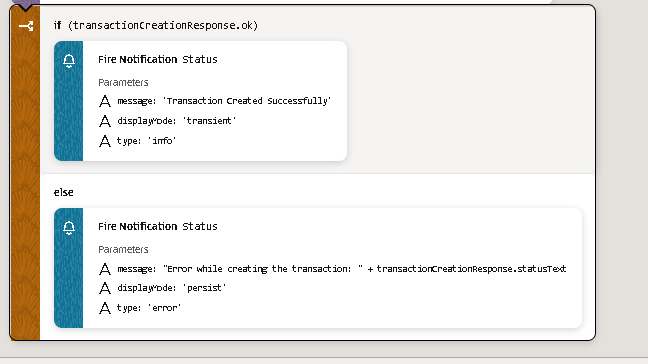 if (transactionCreationResponse.ok)
Fire Notification Status
Parameters
message: 'Transaction Created Successfully'
displayMode: 'transient'
type: 'info'
else
Fire Notification Status
Parameters
message: "Error while creating the transaction: " + transactionCreationResponse.statusText
displayMode: 'persist'
type: 'error'